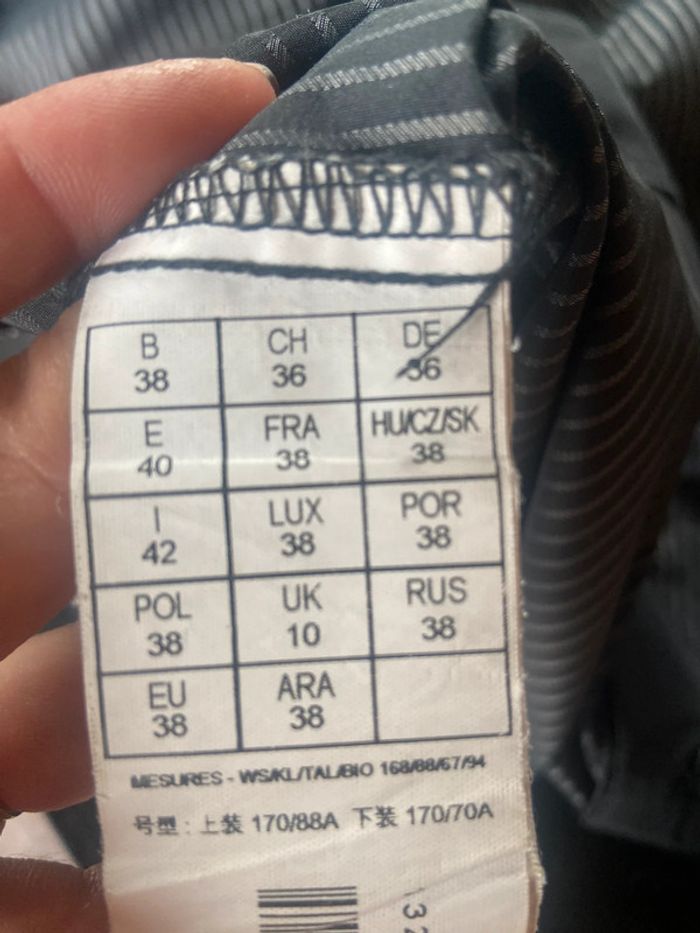 B CH DE
38 36 36
E FRA HU/CZ/SK
40 38 38
I LUX POR
42 38 38
POL UK RUS
38 10 38
EU ARA
38 38
MESURES - WS/KL/TAL/BIO 168/88/67/94
号型 : 上装 170/88A 下装 170/70A